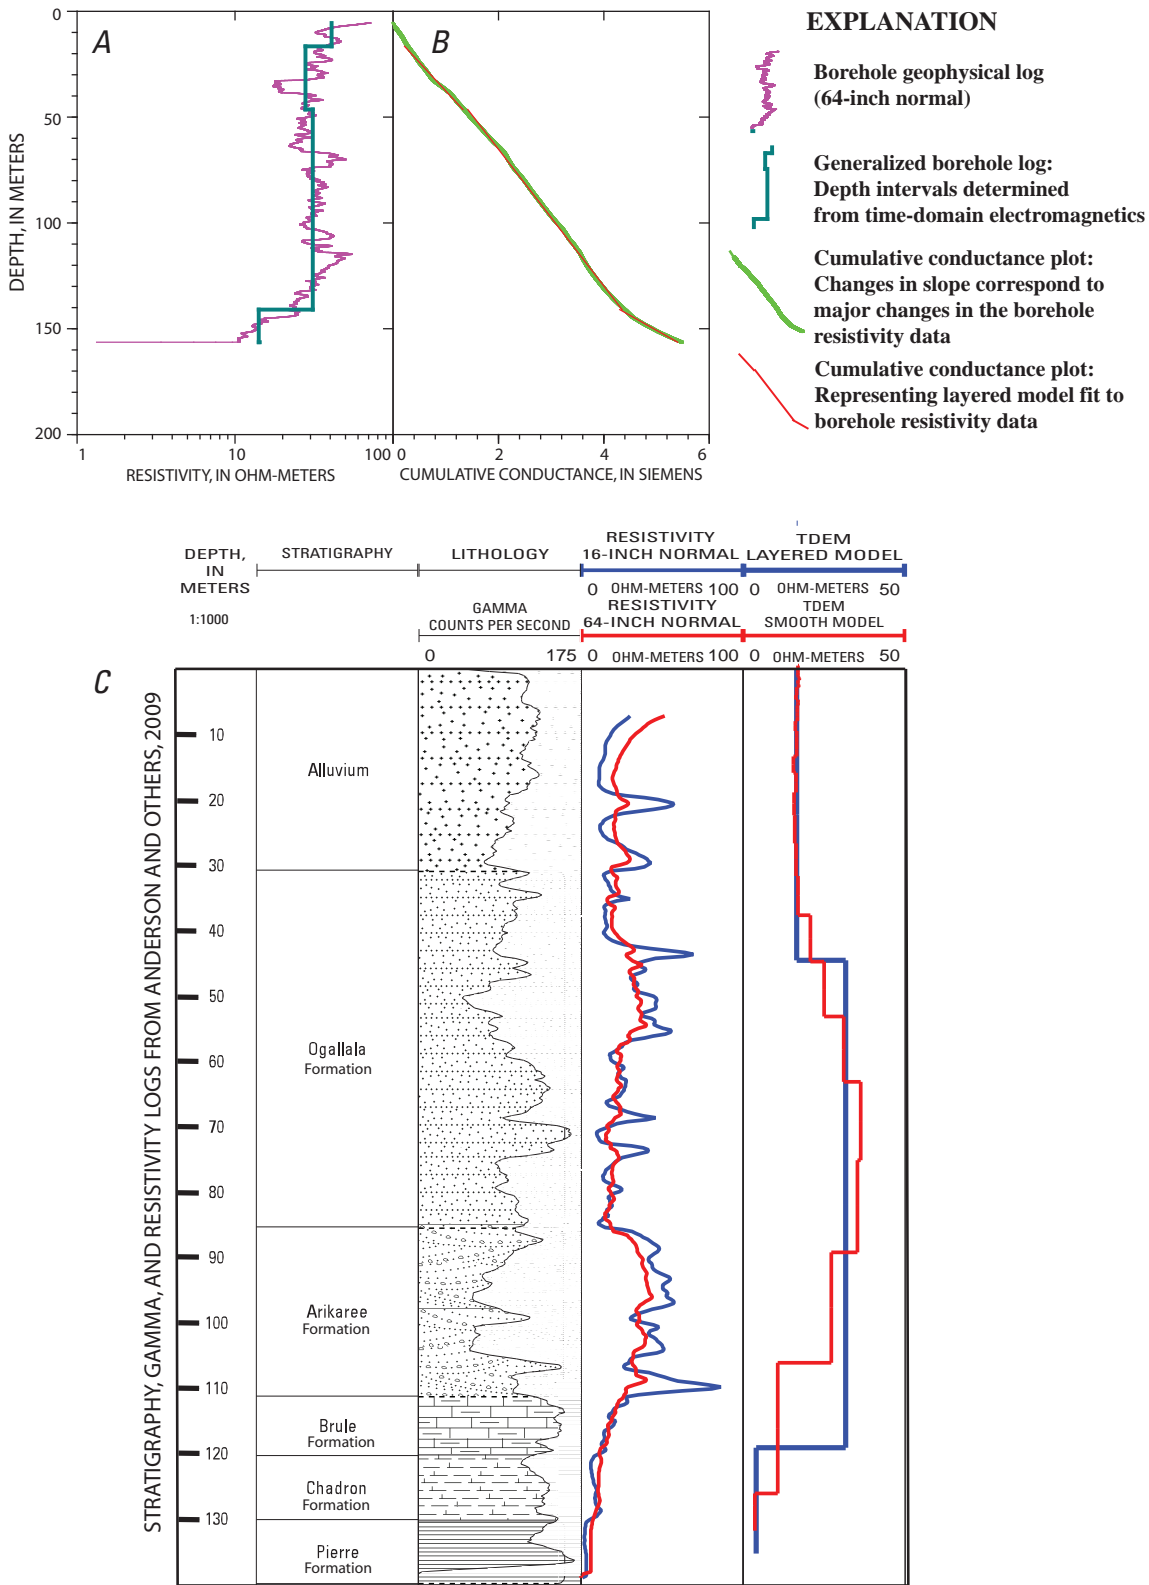 A
B
0
50
100
150
200
DEPTH, IN METERS
1
10
100
0
2
4
6
RESISTIVITY, IN OHM-METERS
CUMULATIVE CONDUCTANCE, IN SIEMENS
EXPLANATION
Borehole geophysical log
(64-inch normal)
Generalized borehole log:
Depth intervals determined
from time-domain electromagnetics
Cumulative conductance plot:
Changes in slope correspond to
major changes in the borehole
resistivity data
Cumulative conductance plot:
Representing layered model fit to
borehole resistivity data
DEPTH,
IN
METERS
1:1000
STRATIGRAPHY
LITHOLOGY
GAMMA
COUNTS PER SECOND
0 175
RESISTIVITY
16-INCH NORMAL
0 OHM-METERS 100
RESISTIVITY
64-INCH NORMAL
0 OHM-METERS 100
TDEM
LAYERED MODEL
0 OHM-METERS 50
TDEM
SMOOTH MODEL
0 OHM-METERS 50
C
STRATIGRAPHY, GAMMA, AND RESISTIVITY LOGS FROM ANDERSON AND OTHERS, 2009
10
20
30
40
50
60
70
80
90
100
110
120
130
Alluvium
Ogallala
Formation
Arikaree
Formation
Brule
Formation
Chadron
Formation
Pierre
Formation